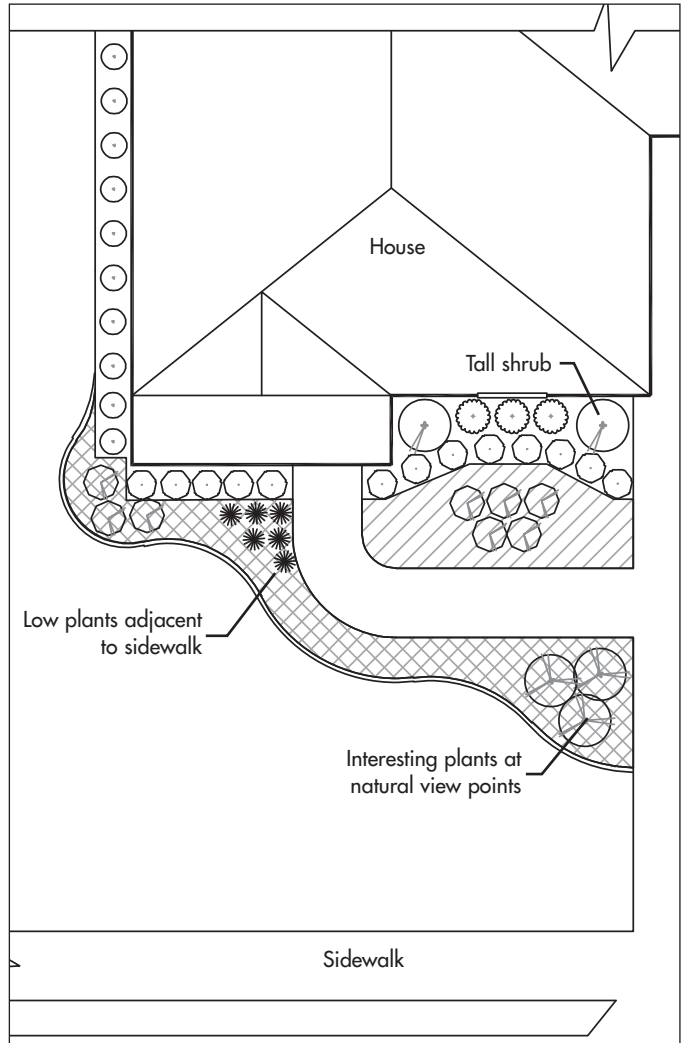 House
Tall shrub
Low plants adjacent
to sidewalk
Interesting plants at
natural view points
Sidewalk